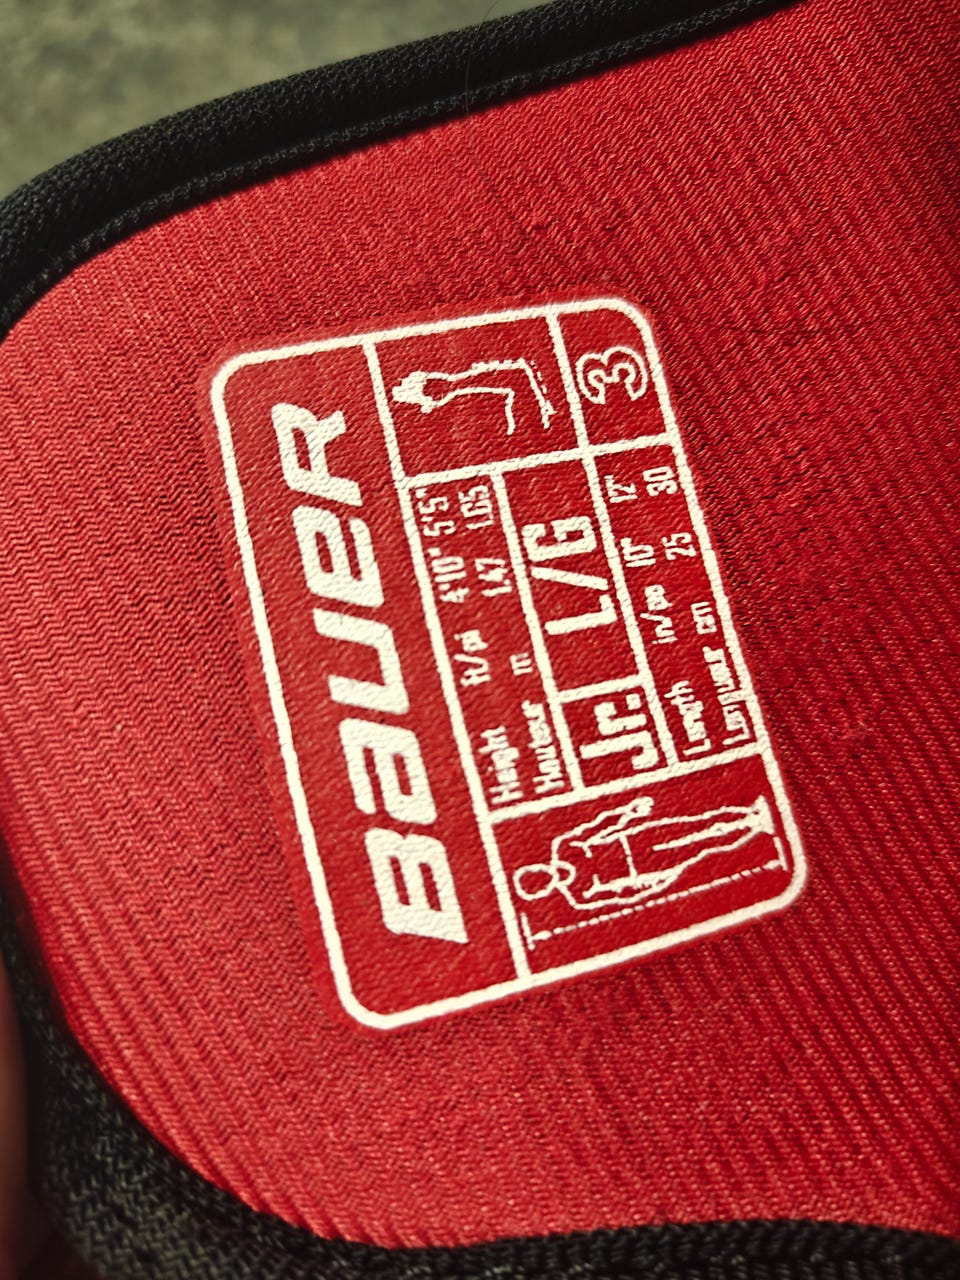 BAUER
Height ft/pi 4'10" 5'5"
Hauteur m 1.47 1.65
Jr. L/G
Length in/po 10" 12"
Longueur cm 25 30
3